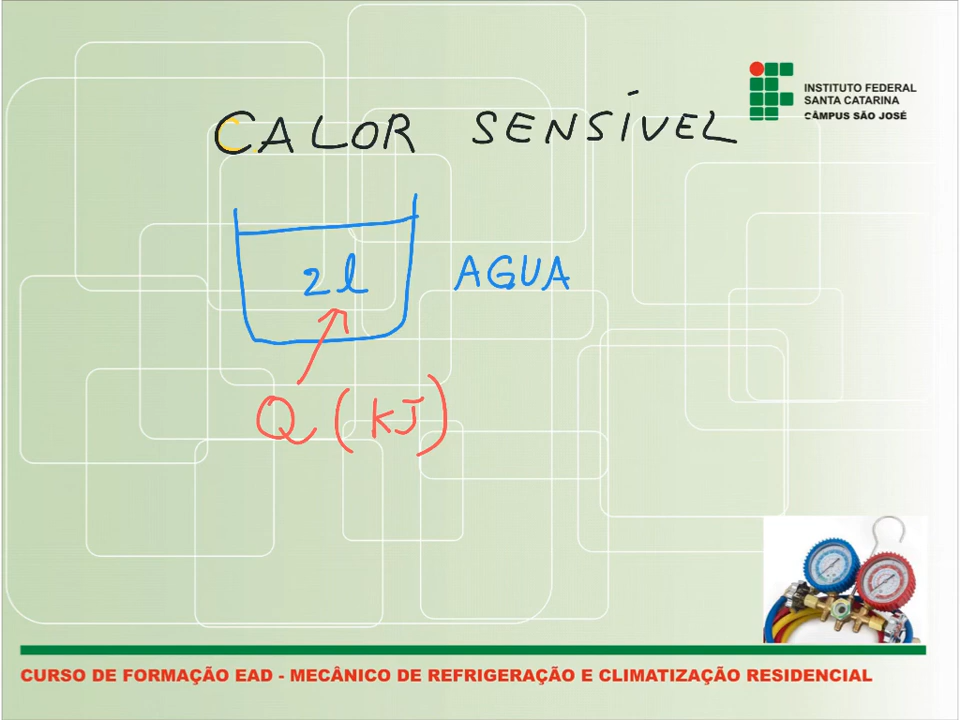 INSTITUTO FEDERAL
SANTA CATARINA
CÂMPUS SÃO JOSÉ
CALOR SENSÍVEL
2l AGUA
Q (KJ)
CURSO DE FORMAÇÃO EAD - MECÂNICO DE REFRIGERAÇÃO E CLIMATIZAÇÃO RESIDENCIAL